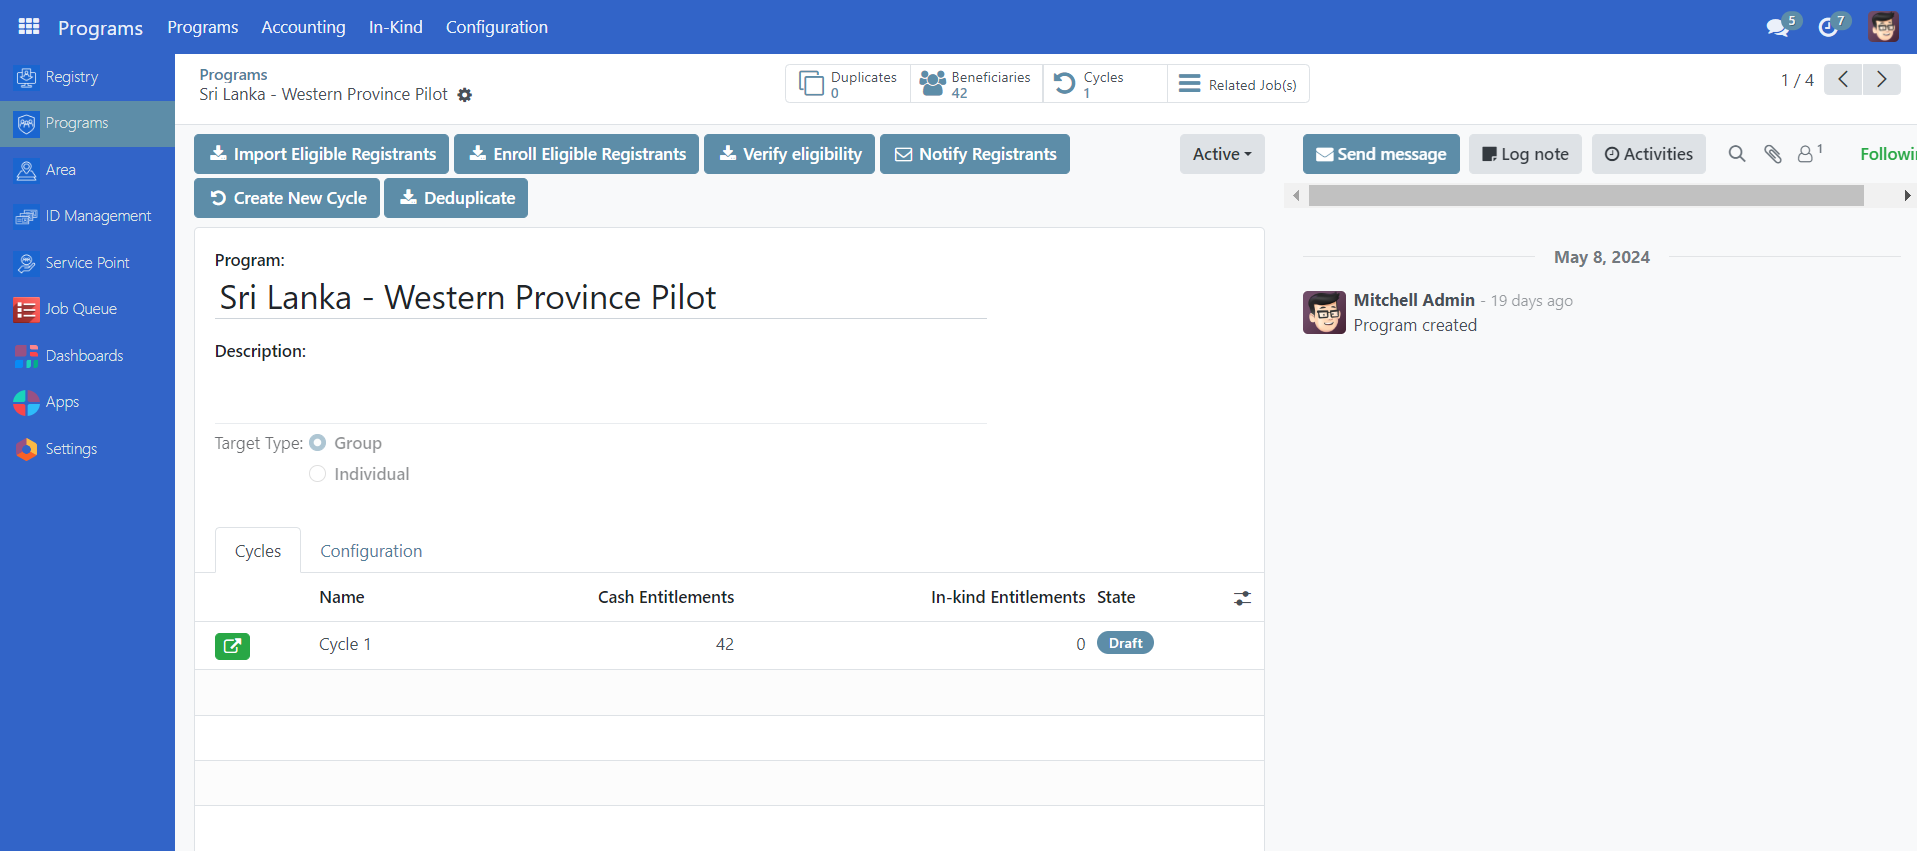 Programs Programs Accounting In-Kind Configuration 5 7
Registry
Programs
Area
ID Management
Service Point
Job Queue
Dashboards
Apps
Settings
Programs
Sri Lanka - Western Province Pilot
Duplicates
0
Beneficiaries
42
Cycles
1
Related Job(s)
1 / 4
Import Eligible Registrants Enroll Eligible Registrants Verify eligibility Notify Registrants Active
Create New Cycle Deduplicate
Send message Log note Activities 1 Followi
Program:
Sri Lanka - Western Province Pilot
Description:
Target Type: Group
Individual
Cycles Configuration
Name Cash Entitlements In-kind Entitlements State
Cycle 1 42 0 Draft
May 8, 2024
Mitchell Admin - 19 days ago
Program created